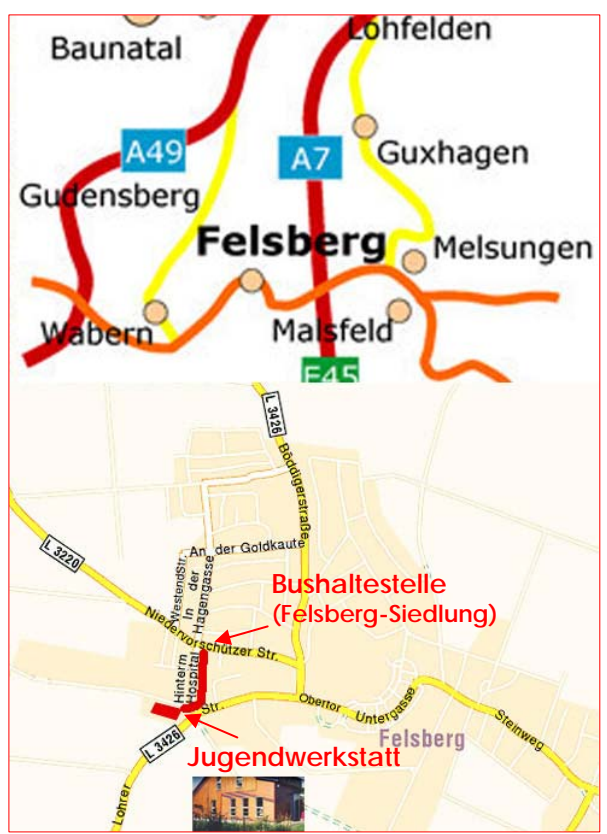 Lohfelden
Baunatal
A49
A7
Guxhagen
Gudensberg
Felsberg
Melsungen
Wabern
Malsfeld
E45
L 3426
Böddigerstraße
L 3220
An der Goldkaute
Westendstr.
In der
Hagengasse
Bushaltestelle
(Felsberg-Siedlung)
Niedervorschützer Str.
Hinterm
Hospital
Str.
Obertor
Untergasse
Steinweg
Felsberg
L 3426
Jugendwerkstatt
Lohrer